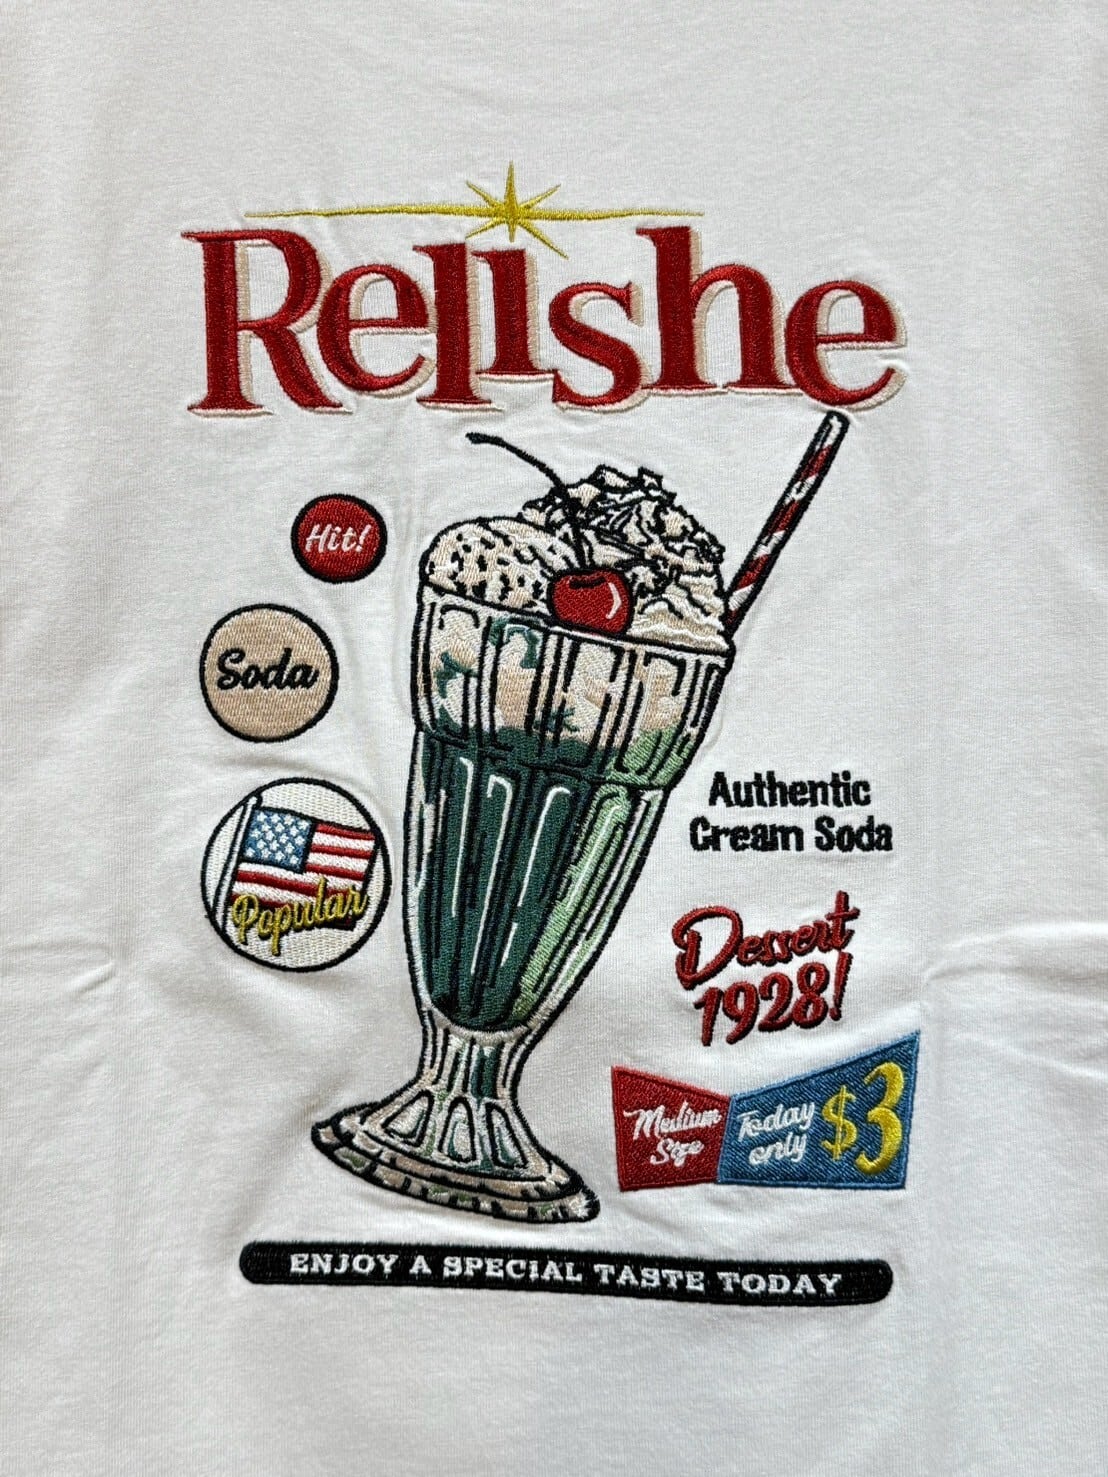 Relishe
Hit!
Soda
Popular
Authentic
Cream Soda
Dessert
1928!
Medium
Size
Today
only
$3
ENJOY A SPECIAL TASTE TODAY